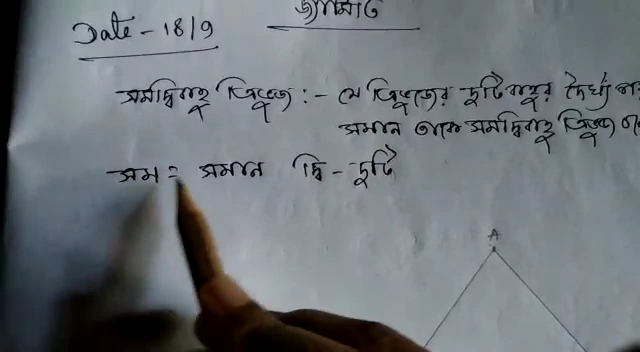 জ্যামিতি
Date - 18/9
সমদ্বিবাহু ত্রিভুজ :- যে ত্রিভুজের দুটি বাহুর দৈর্ঘ্য
সমান তাকে সমদ্বিবাহু ত্রিভুজ
সম = সমান দ্বি - দুটি
A